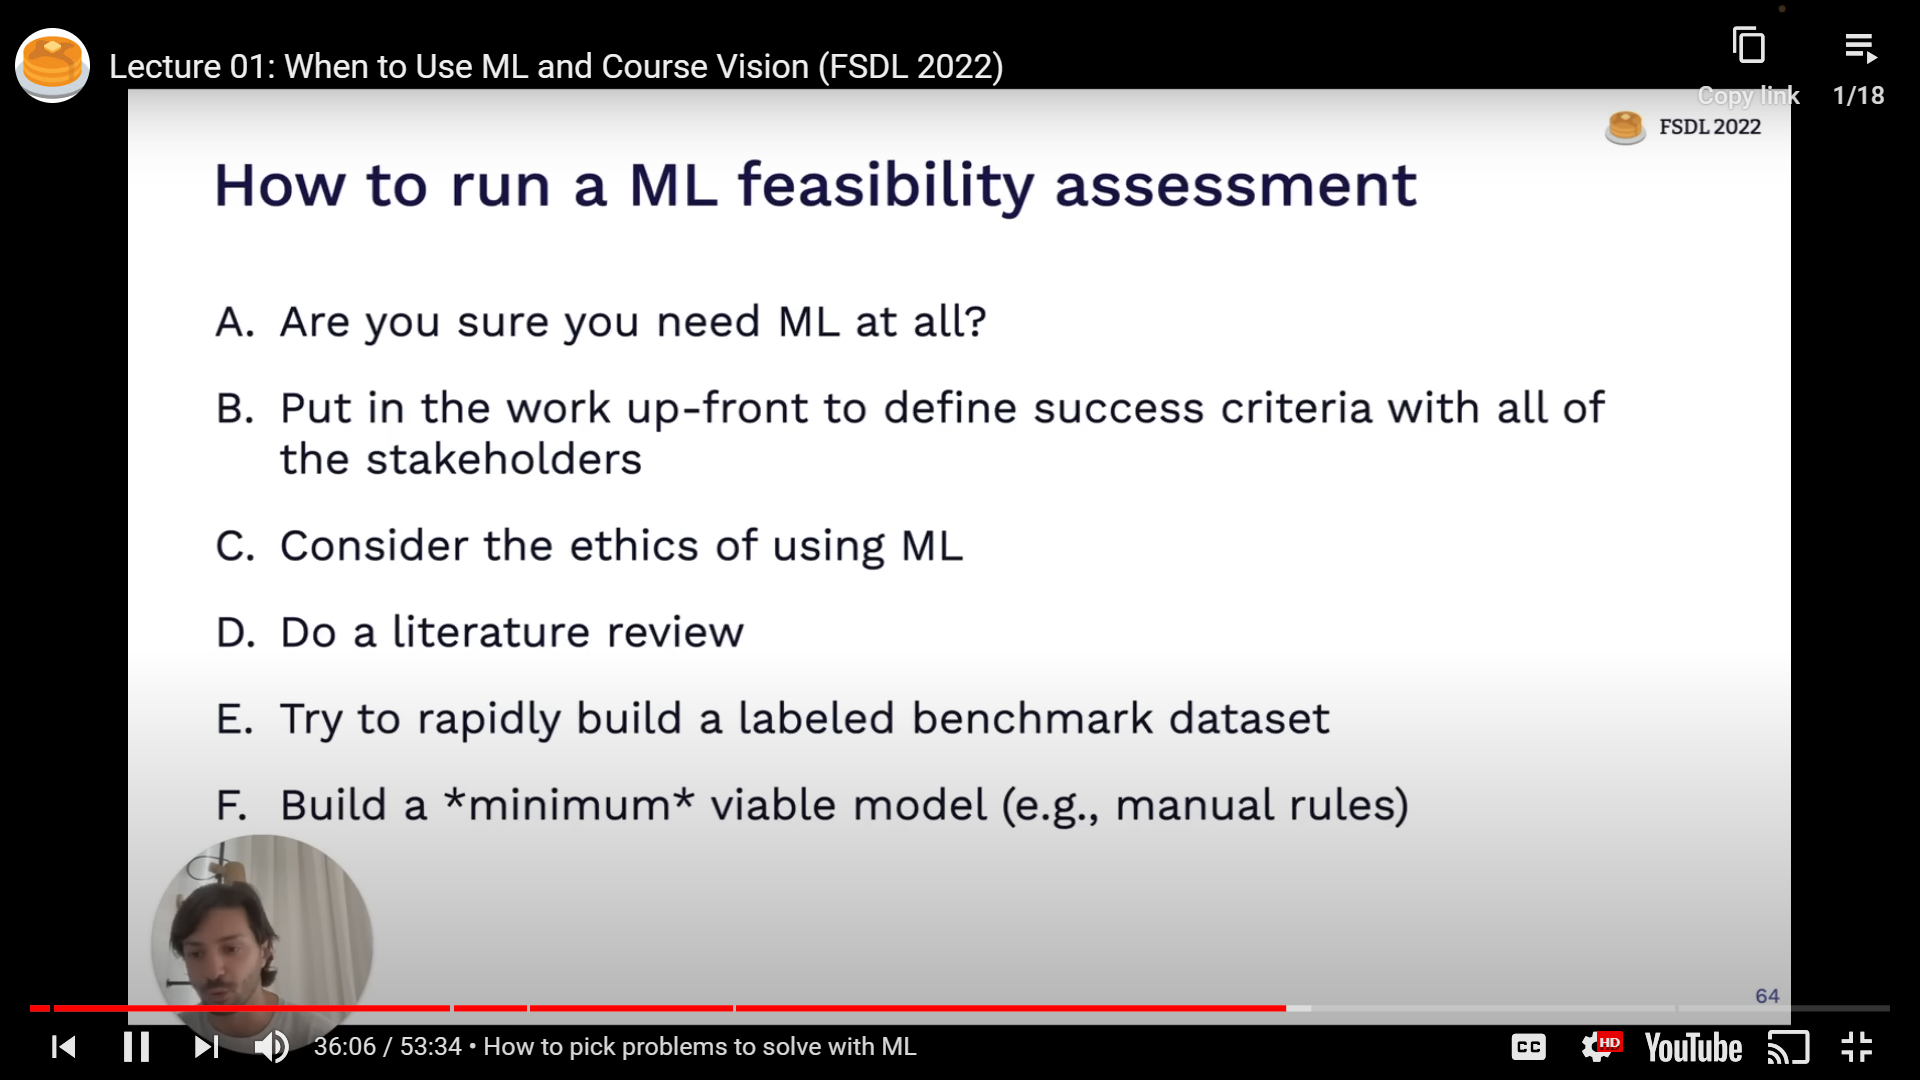 Lecture 01: When to Use ML and Course Vision (FSDL 2022)
Copy link
1/18
FSDL 2022
How to run a ML feasibility assessment
A. Are you sure you need ML at all?
B. Put in the work up-front to define success criteria with all of
the stakeholders
C. Consider the ethics of using ML
D. Do a literature review
E. Try to rapidly build a labeled benchmark dataset
F. Build a *minimum* viable model (e.g., manual rules)
64
36:06 / 53:34 • How to pick problems to solve with ML
CC
HD
YouTube